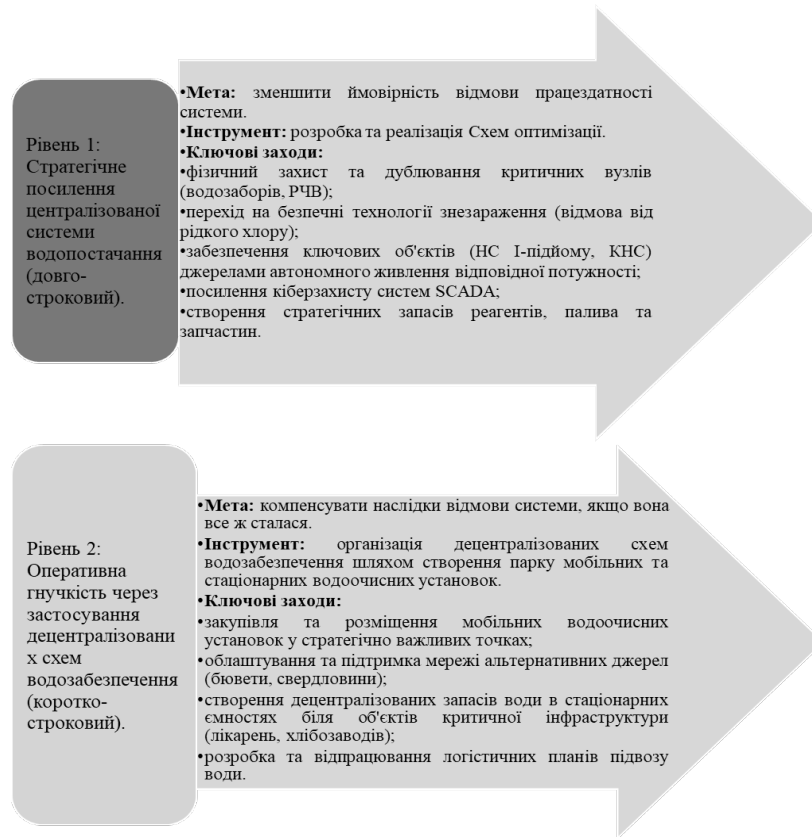 Рівень 1:
Стратегічне
посилення
централізованої
системи
водопостачання
(довго-
строковий).
•Мета: зменшити ймовірність відмови працездатності
системи.
•Інструмент: розробка та реалізація Схем оптимізації.
•Ключові заходи:
•фізичний захист та дублювання критичних вузлів
(водозаборів, РЧВ);
•перехід на безпечні технології знезараження (відмова від
рідкого хлору);
•забезпечення ключових об'єктів (НС І-підйому, КНС)
джерелами автономного живлення відповідної потужності;
•посилення кіберзахисту систем SCADA;
•створення стратегічних запасів реагентів, палива та
запчастин.
Рівень 2:
Оперативна
гнучкість через
застосування
децентралізовани
х схем
водозабезпечення
(коротко-
строковий).
•Мета: компенсувати наслідки відмови системи, якщо вона
все ж сталася.
•Інструмент: організація децентралізованих схем
водозабезпечення шляхом створення парку мобільних та
стаціонарних водоочисних установок.
•Ключові заходи:
•закупівля та розміщення мобільних водоочисних
установок у стратегічно важливих точках;
•облаштування та підтримка мережі альтернативних джерел
(бювети, свердловини);
•створення децентралізованих запасів води в стаціонарних
ємностях біля об'єктів критичної інфраструктури
(лікарень, хлібозаводів);
•розробка та відпрацювання логістичних планів підвозу
води.